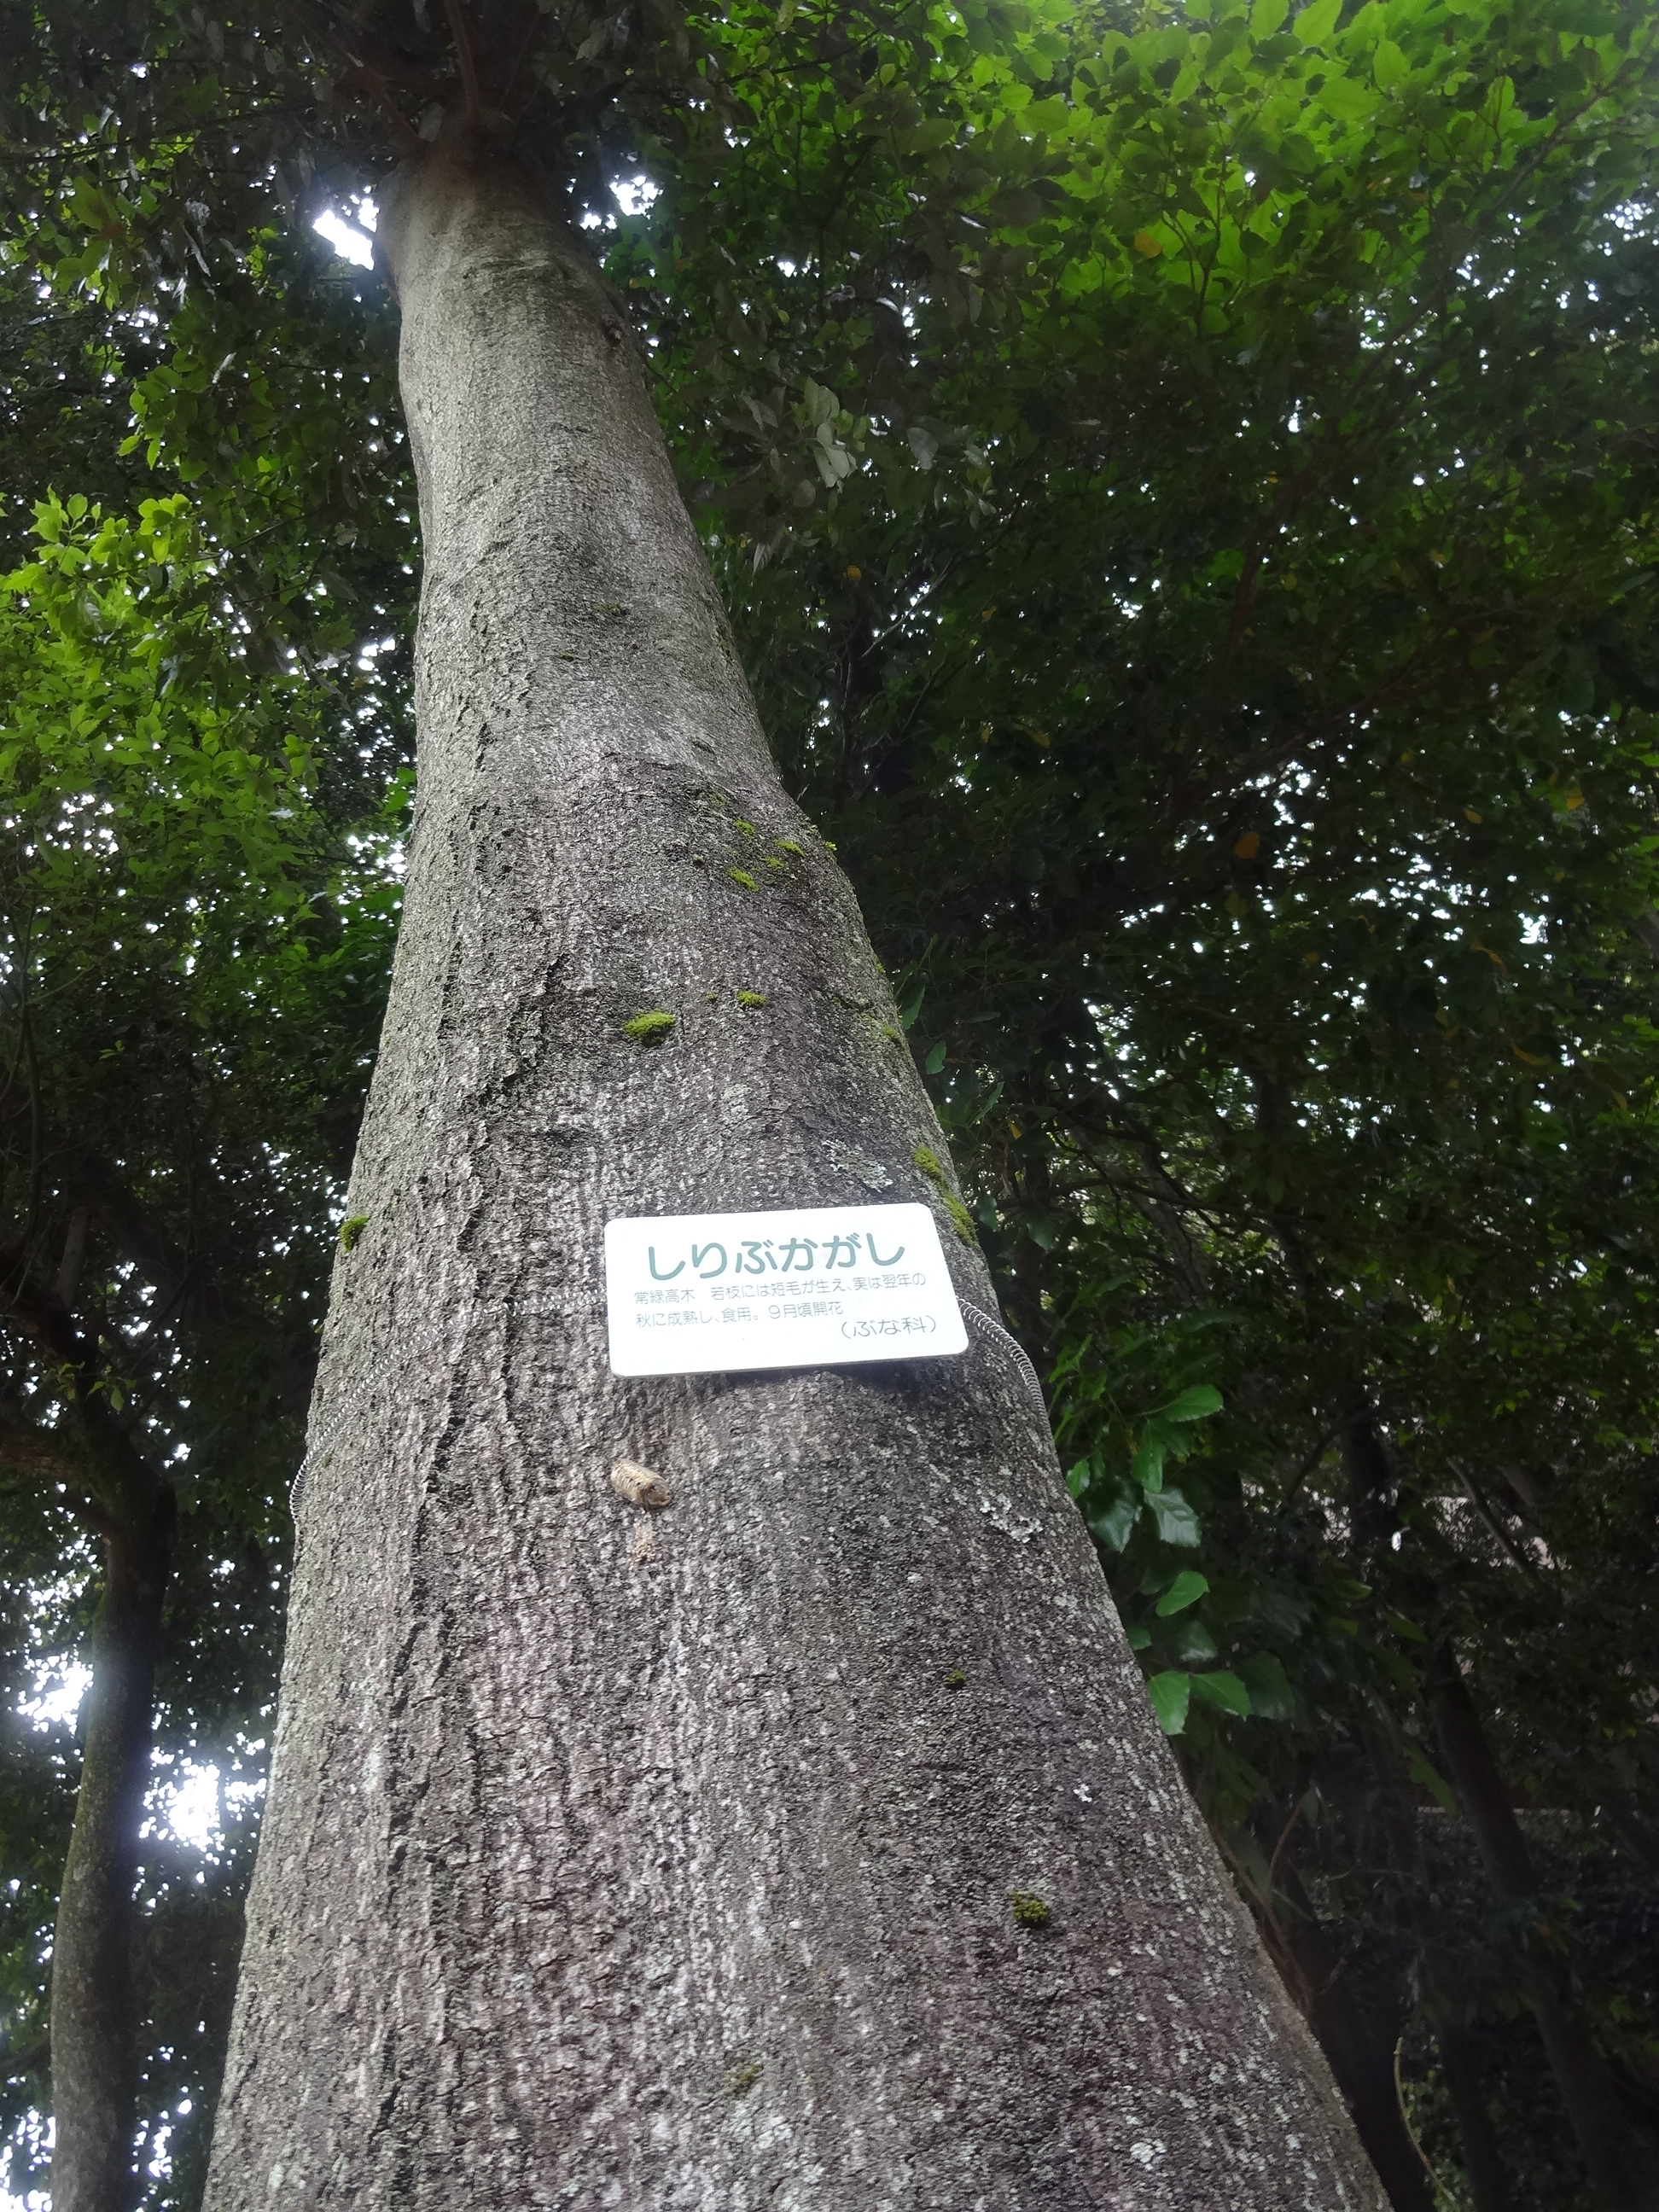 しりぶかがし
常緑高木　若枝には短毛が生え、実は翌年の
秋に成熟し、食用。9月頃開花
（ぶな科）